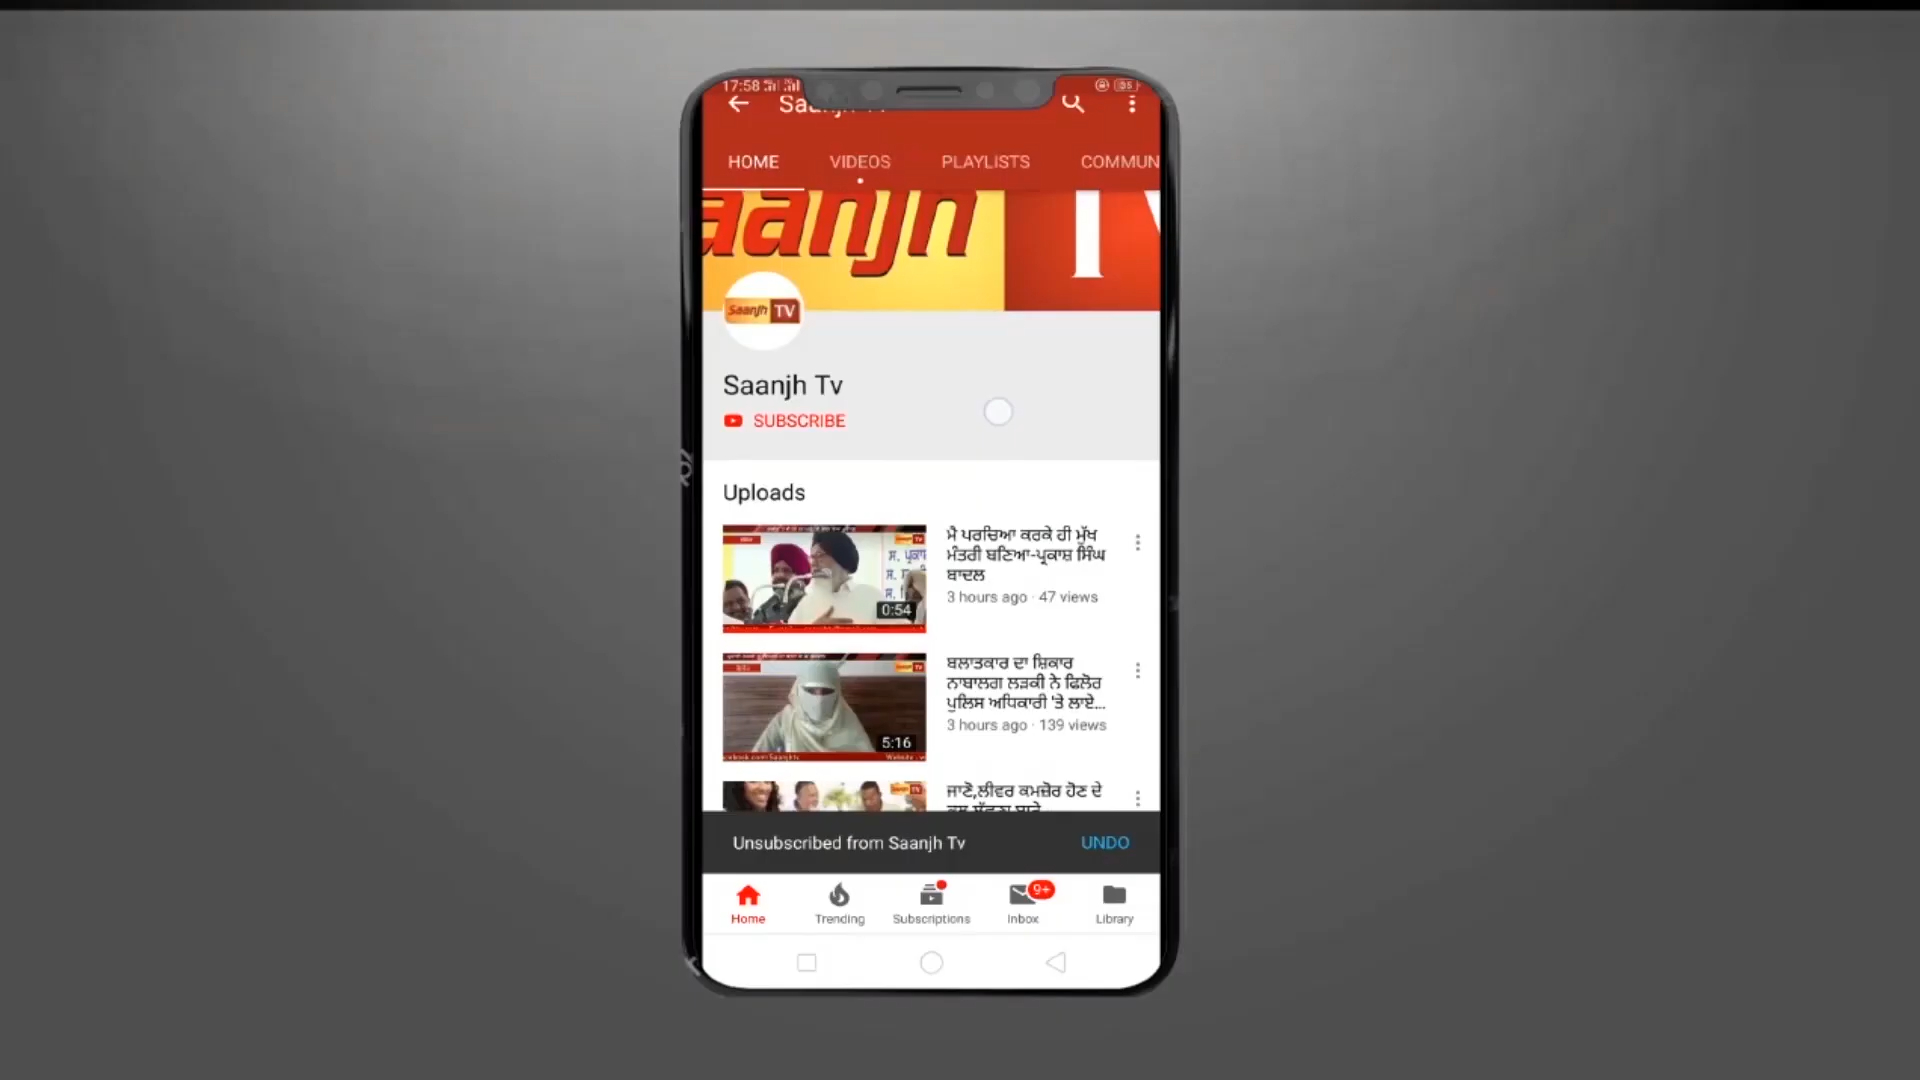 17:58
HOME VIDEOS PLAYLISTS COMMUN
aanjh
Saanjh TV
Saanjh Tv
SUBSCRIBE
Uploads
ਮੈ ਪਰਚਿਆ ਕਰਕੇ ਹੀ ਮੁੱਖ
ਮੰਤਰੀ ਬਣਿਆ-ਪ੍ਰਕਾਸ਼ ਸਿੰਘ
ਬਾਦਲ
3 hours ago · 47 views
0:54
ਬਲਾਤਕਾਰ ਦਾ ਸ਼ਿਕਾਰ
ਨਾਬਾਲਗ ਲੜਕੀ ਨੇ ਫਿਲੋਰ
ਪੁਲਿਸ ਅਧਿਕਾਰੀ 'ਤੇ ਲਾਏ...
3 hours ago · 139 views
5:16
ਜਾਣੋ,ਲੀਵਰ ਕਮਜ਼ੋਰ ਹੋਣ ਦੇ
Unsubscribed from Saanjh Tv UNDO
9+
Home Trending Subscriptions Inbox Library